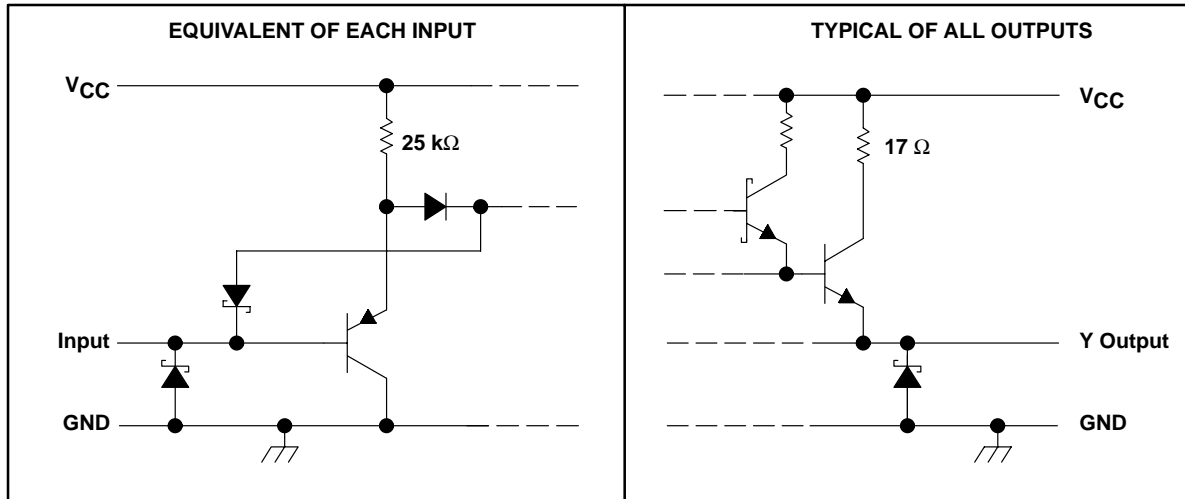 EQUIVALENT OF EACH INPUT
VCC
25 kΩ
Input
GND
TYPICAL OF ALL OUTPUTS
VCC
17 Ω
Y Output
GND